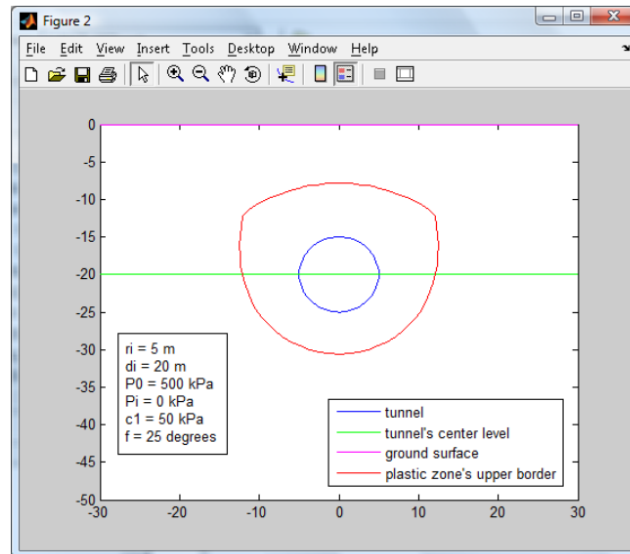 Figure 2
File Edit View Insert Tools Desktop Window Help
0
-5
-10
-15
-20
-25
-30
-35
-40
-45
-50
ri = 5 m
di = 20 m
P0 = 500 kPa
Pi = 0 kPa
c1 = 50 kPa
f = 25 degrees
tunnel
tunnel's center level
ground surface
plastic zone's upper border
-30 -20 -10 0 10 20 30